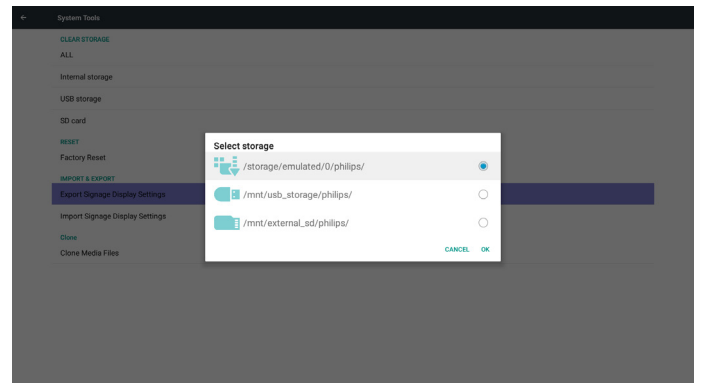 System Tools
CLEAR STORAGE
ALL
Internal storage
USB storage
SD card
RESET
Factory Reset
IMPORT & EXPORT
Export Signage Display Settings
Import Signage Display Settings
Clone
Clone Media Files
Select storage
/storage/emulated/0/philips/
/mnt/usb_storage/philips/
/mnt/external_sd/philips/
CANCEL OK